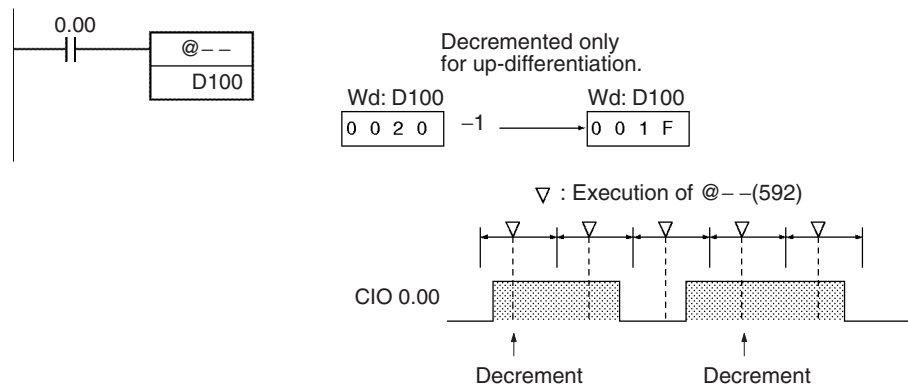 0.00
@− −
D100
Decremented only
for up-differentiation.
Wd: D100
Wd: D100
0 0 2 0
−1
0 0 1 F
▽ : Execution of @− −(592)
CIO 0.00
Decrement
Decrement